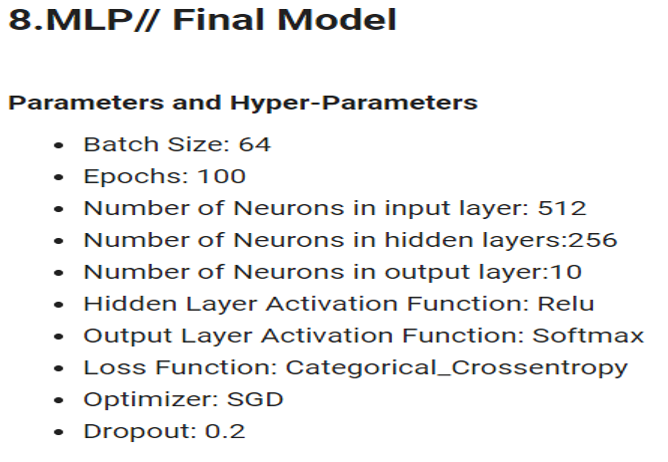 8.MLP// Final Model
Parameters and Hyper-Parameters
• Batch Size: 64
• Epochs: 100
• Number of Neurons in input layer: 512
• Number of Neurons in hidden layers:256
• Number of Neurons in output layer:10
• Hidden Layer Activation Function: Relu
• Output Layer Activation Function: Softmax
• Loss Function: Categorical_Crossentropy
• Optimizer: SGD
• Dropout: 0.2